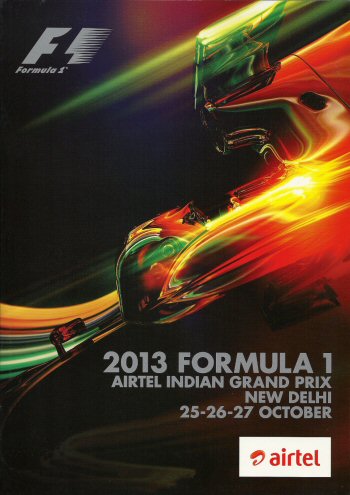 F1
Formula 1®
2013 FORMULA 1
AIRTEL INDIAN GRAND PRIX
NEW DELHI
25-26-27 OCTOBER
airtel